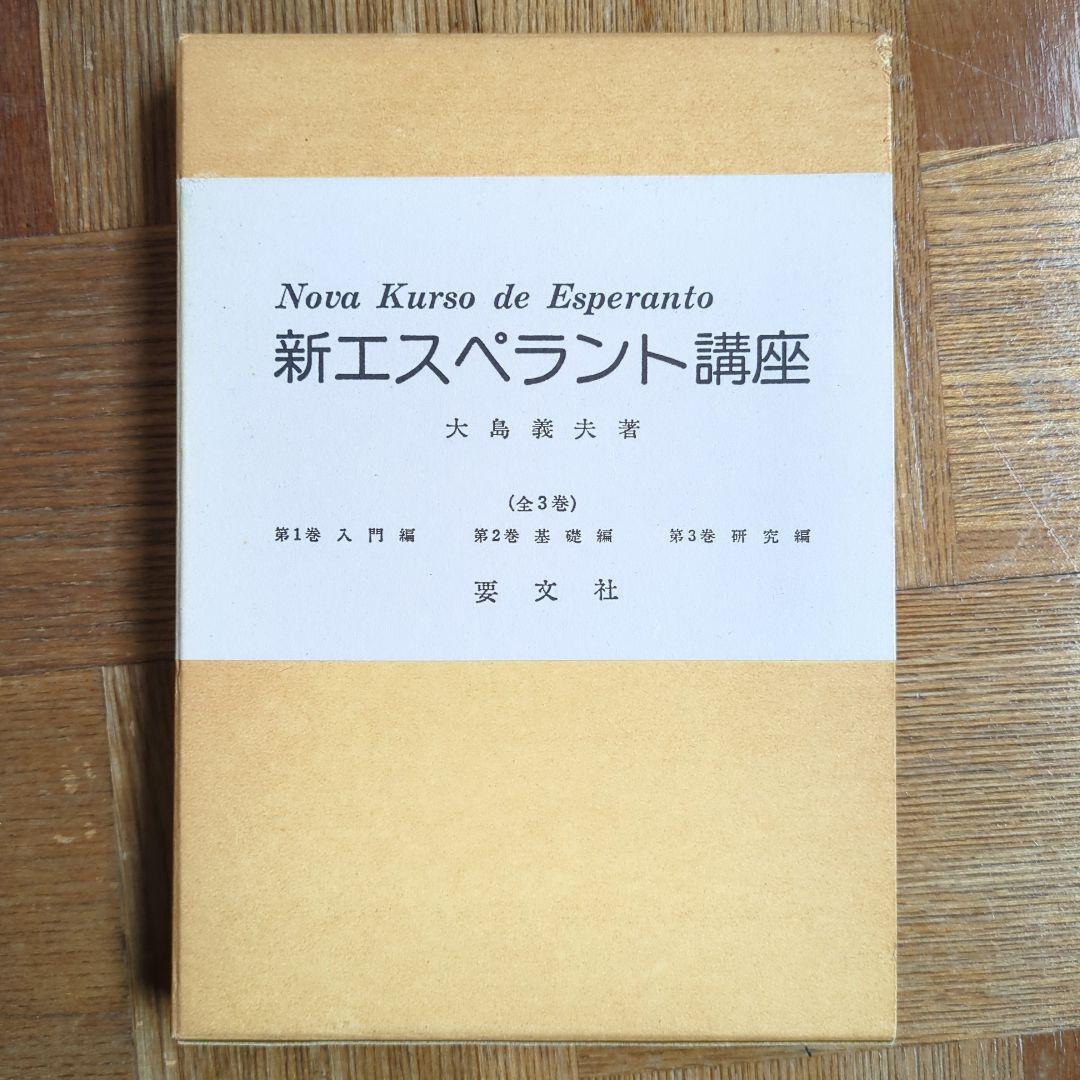 Nova Kurso de Esperanto
新エスペラント講座
大島義夫著
(全3巻)
第1巻 入門編 第2巻 基礎編 第3巻 研究編
要文社